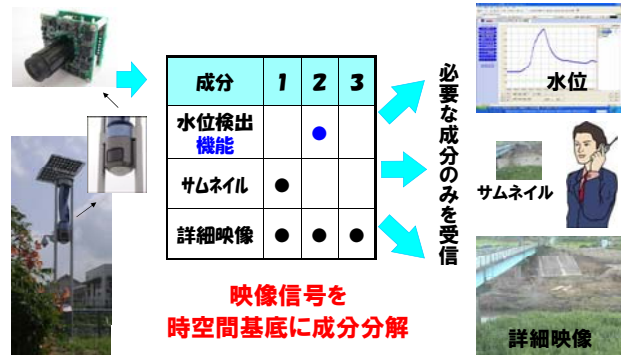 成分 1 2 3
水位検出
機能 ●
サムネイル ●
詳細映像 ● ● ●
映像信号を
時空間基底に成分分解
必要な成分のみを受信
水位
サムネイル
詳細映像